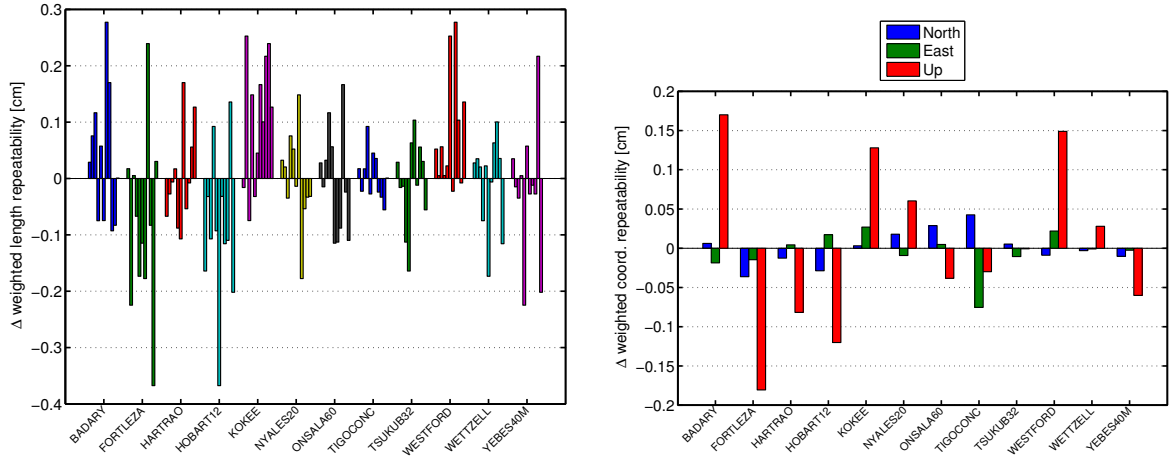 0.3
0.2
0.1
0
−0.1
−0.2
−0.3
−0.4
Δ weighted length repeatability [cm]
BADARY
FORTLEZA
HARTRAO
HOBART12
KOKEE
NYALES20
ONSALA60
TIGOCONC
TSUKUB32
WESTFORD
WETTZELL
YEBES40M
North
East
Up
0.2
0.15
0.1
0.05
0
−0.05
−0.1
−0.15
−0.2
Δ weighted coord. repeatability [cm]
BADARY
FORTLEZA
HARTRAO
HOBART12
KOKEE
NYALES20
ONSALA60
TIGOCONC
TSUKUB32
WESTFORD
WETTZELL
YEBES40M